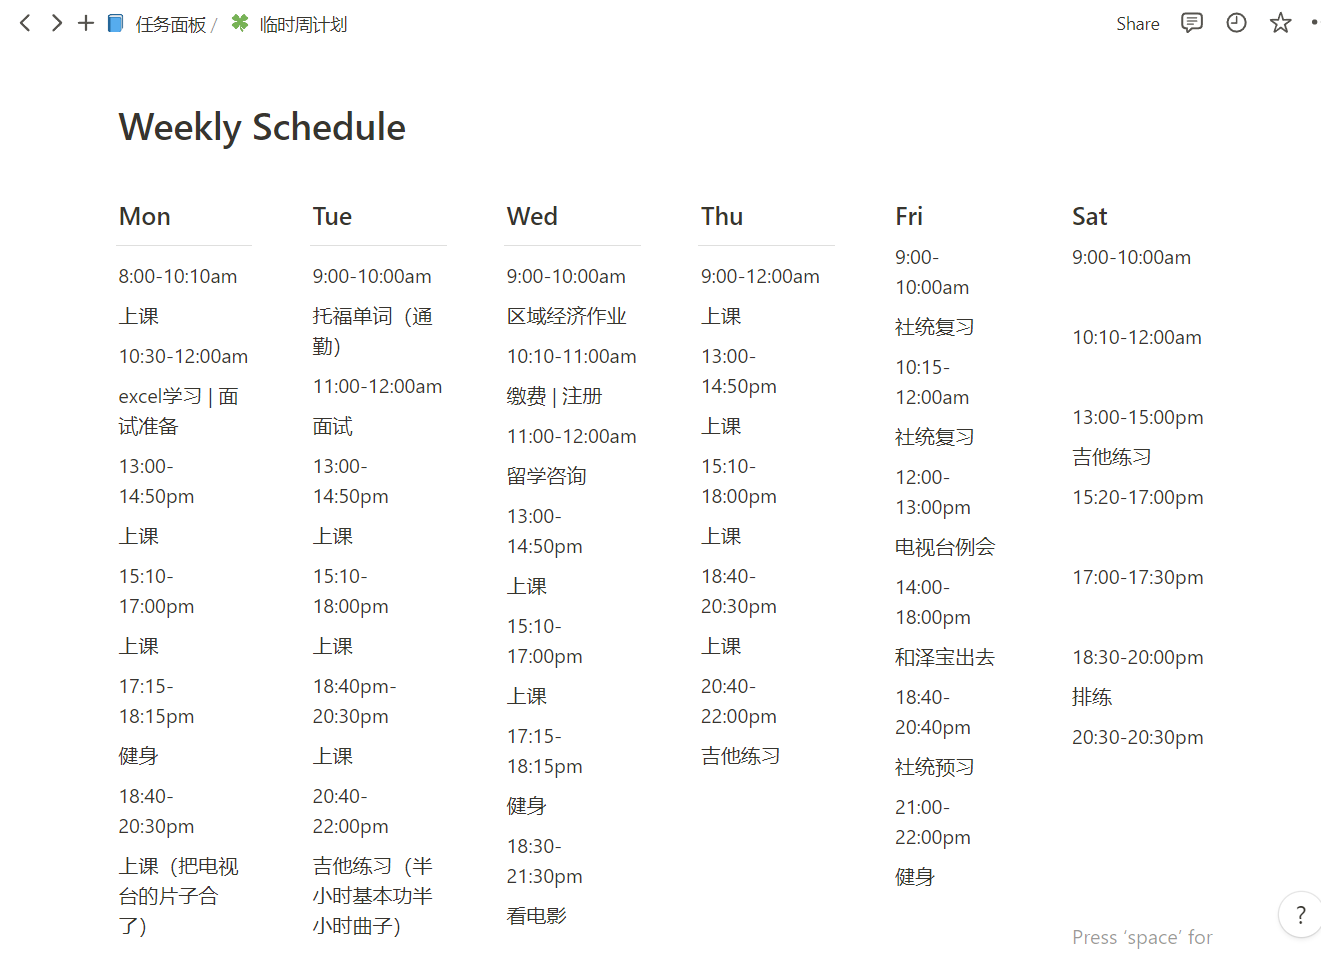 任务面板 / 临时周计划
Share
Weekly Schedule
Mon
8:00-10:10am
上课
10:30-12:00am
excel学习 | 面
试准备
13:00-
14:50pm
上课
15:10-
17:00pm
上课
17:15-
18:15pm
健身
18:40-
20:30pm
上课（把电视
台的片子合
了）
Tue
9:00-10:00am
托福单词（通
勤）
11:00-12:00am
面试
13:00-
14:50pm
上课
15:10-
18:00pm
上课
18:40pm-
20:30pm
上课
20:40-
22:00pm
吉他练习（半
小时基本功半
小时曲子）
Wed
9:00-10:00am
区域经济作业
10:10-11:00am
缴费 | 注册
11:00-12:00am
留学咨询
13:00-
14:50pm
上课
15:10-
17:00pm
上课
17:15-
18:15pm
健身
18:30-
21:30pm
看电影
Thu
9:00-12:00am
上课
13:00-
14:50pm
上课
15:10-
18:00pm
上课
18:40-
20:30pm
上课
20:40-
22:00pm
吉他练习
Fri
9:00-
10:00am
社统复习
10:15-
12:00am
社统复习
12:00-
13:00pm
电视台例会
14:00-
18:00pm
和泽宝出去
18:40-
20:40pm
社统预习
21:00-
22:00pm
健身
Sat
9:00-10:00am
10:10-12:00am
13:00-15:00pm
吉他练习
15:20-17:00pm
17:00-17:30pm
18:30-20:00pm
排练
20:30-20:30pm
Press ‘space’ for
?